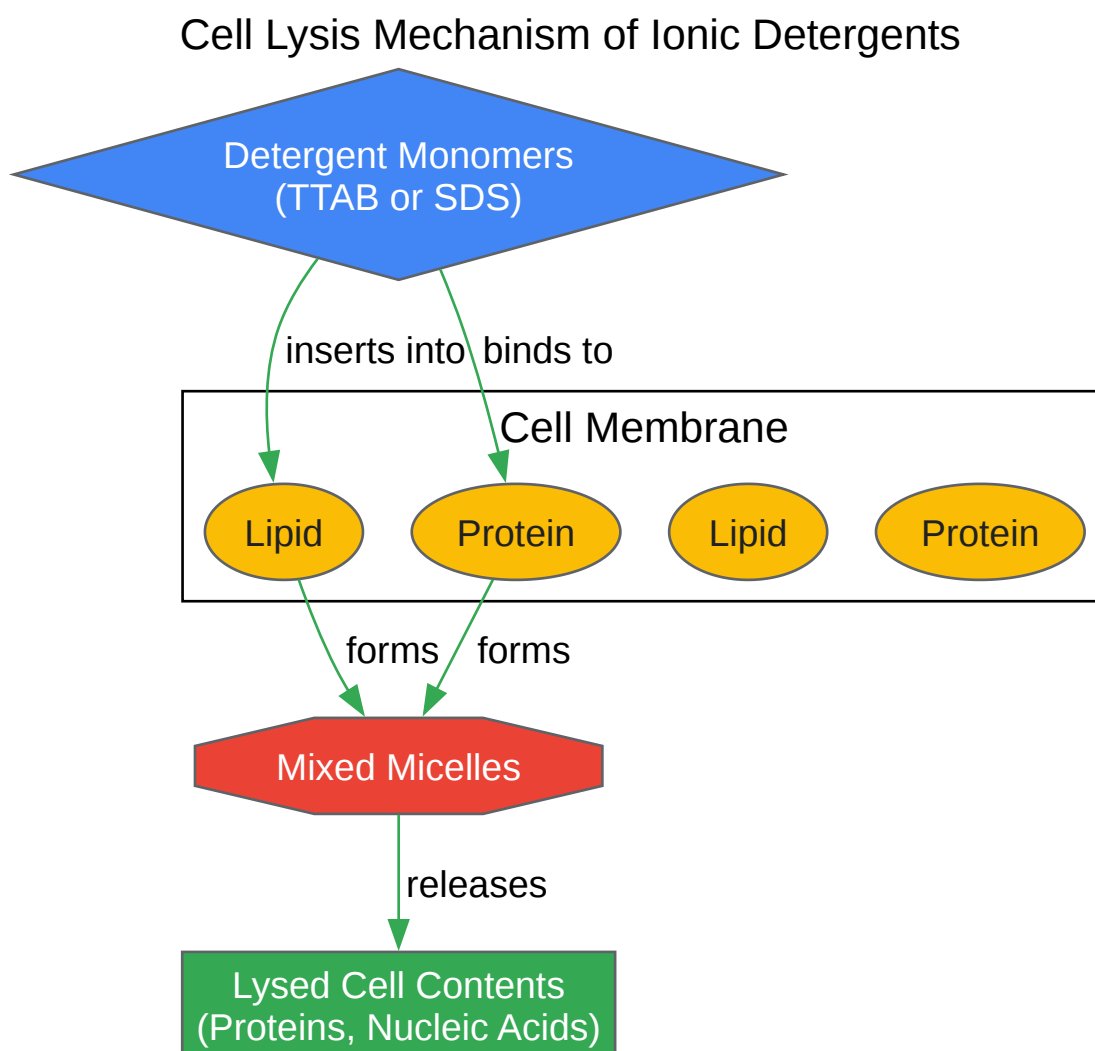 Cell Lysis Mechanism of Ionic Detergents
Detergent Monomers
(TTAB or SDS)
inserts into
binds to
Cell Membrane
Lipid
Protein
Lipid
Protein
forms
forms
Mixed Micelles
releases
Lysed Cell Contents
(Proteins, Nucleic Acids)